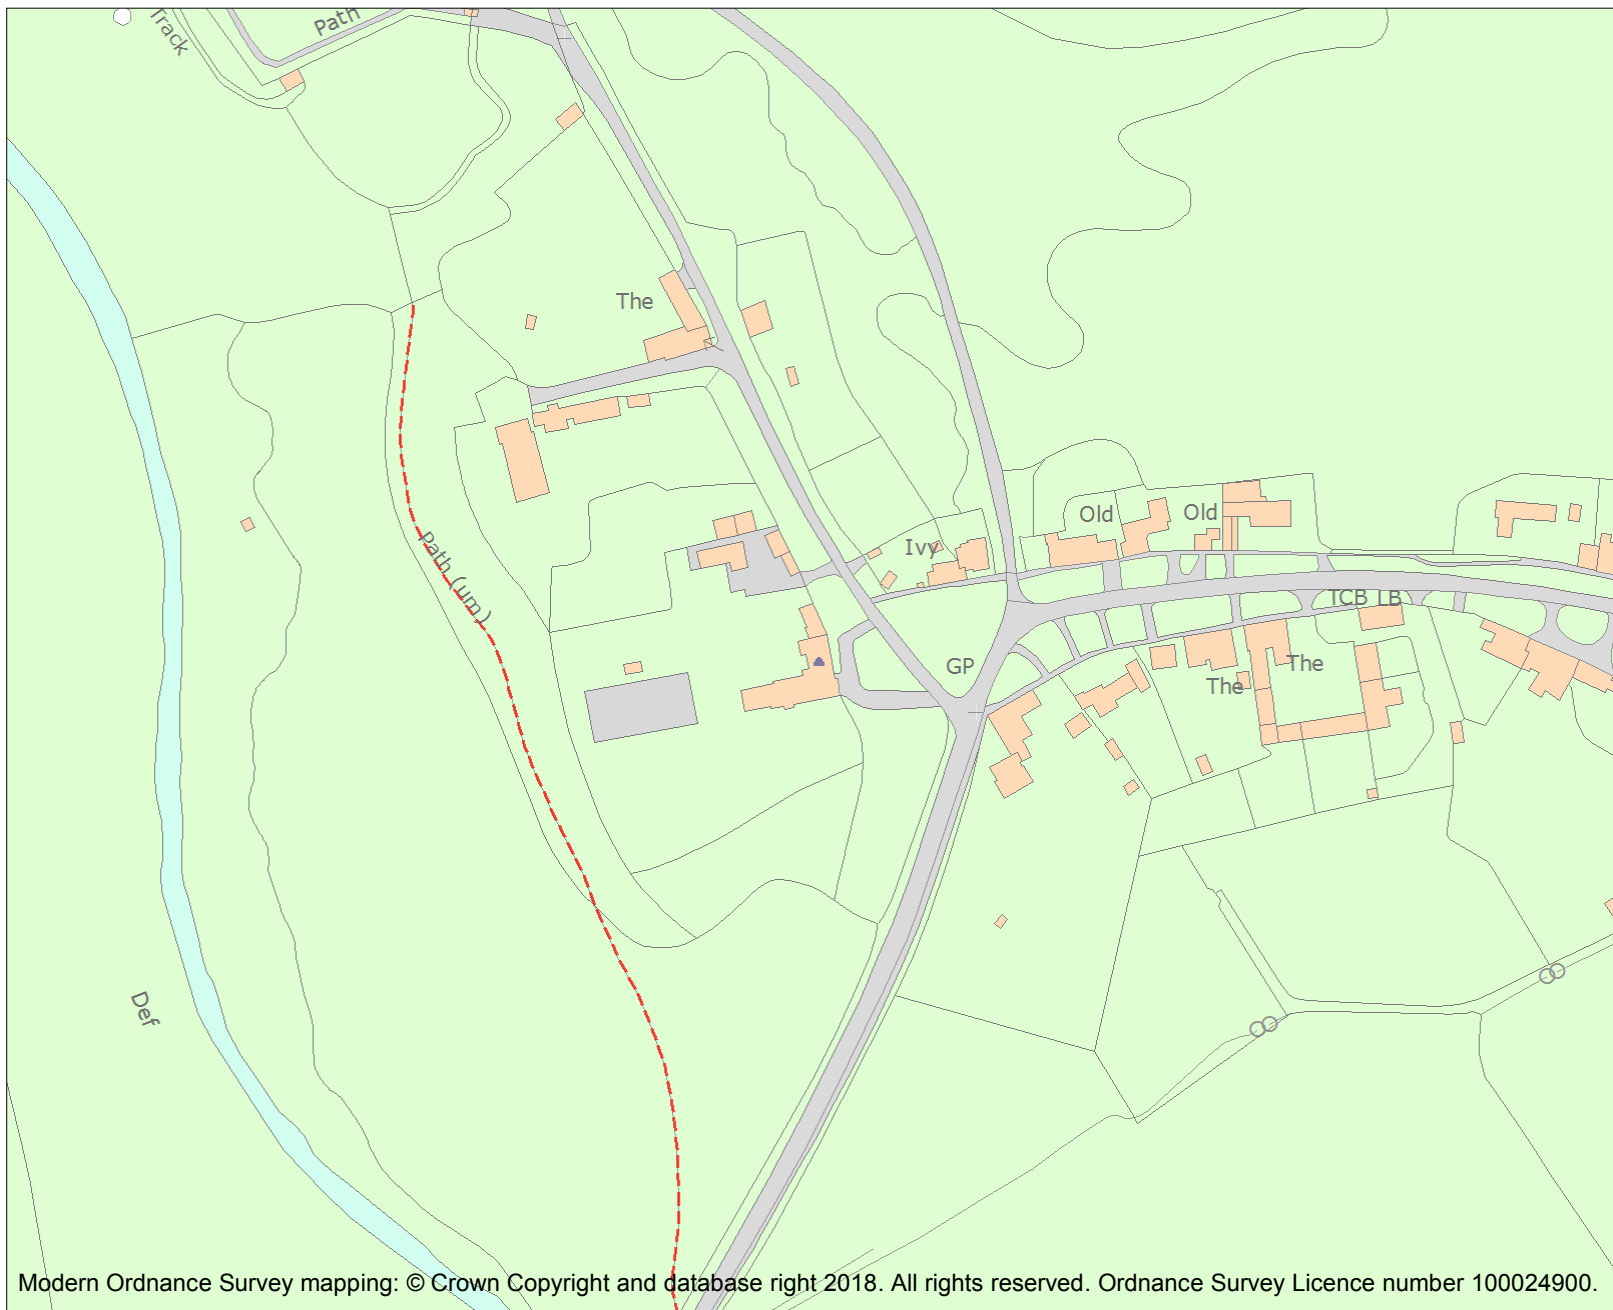 Track
Path
The
Old
Old
Ivy
Path (um)
TCB LB
GP
The
The
Def
Modern Ordnance Survey mapping: © Crown Copyright and database right 2018. All rights reserved. Ordnance Survey Licence number 100024900.